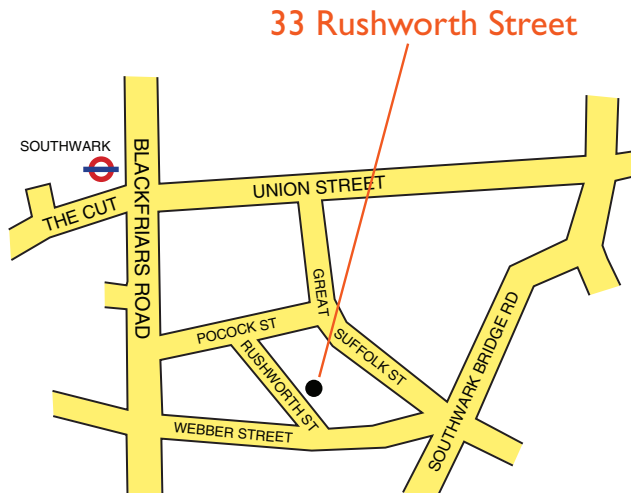 33 Rushworth Street
SOUTHWARK
BLACKFRIARS ROAD
UNION STREET
THE CUT
GREAT
SUFFOLK ST
POCOCK ST
RUSHWORTH ST
SOUTHWARK BRIDGE RD
WEBBER STREET